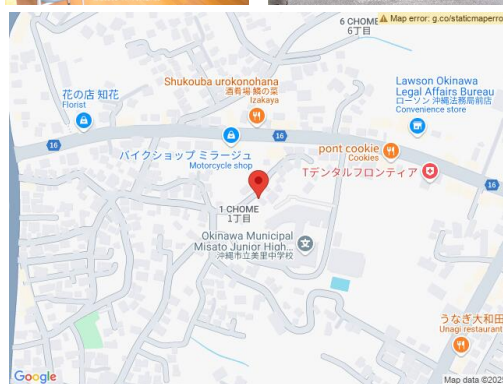 6 CHOME
6丁目
Map error: g.co/staticmaperro
花の店 知花
Florist
Shukouba urokonohana
酒肴場 鱗の菜
Izakaya
Lawson Okinawa
Legal Affairs Bureau
ローソン 沖縄法務局前店
Convenience store
16
16
バイクショップ ミラージュ
Motorcycle shop
pont cookie
Cookies
Tデンタルフロンティア
16
1 CHOME
1丁目
Okinawa Municipal
Misato Junior High...
沖縄市立美里中学校
うなぎ大和田
Unagi restaurant
Google
Map data ©202